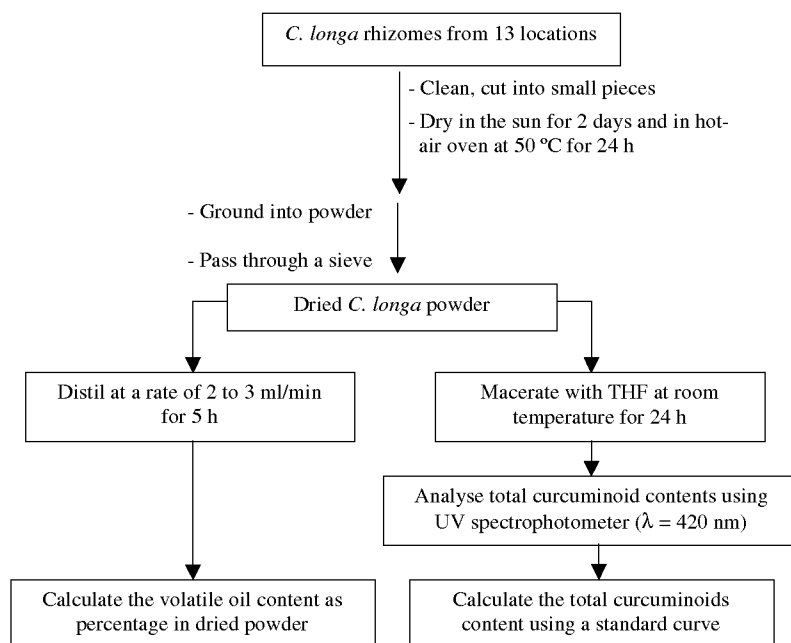 C. longa rhizomes from 13 locations
- Clean, cut into small pieces
- Dry in the sun for 2 days and in hot-
air oven at 50 ºC for 24 h
- Ground into powder
- Pass through a sieve
Dried C. longa powder
Distil at a rate of 2 to 3 ml/min
for 5 h
Macerate with THF at room
temperature for 24 h
Analyse total curcuminoid contents using
UV spectrophotometer (λ = 420 nm)
Calculate the volatile oil content as
percentage in dried powder
Calculate the total curcuminoids
content using a standard curve